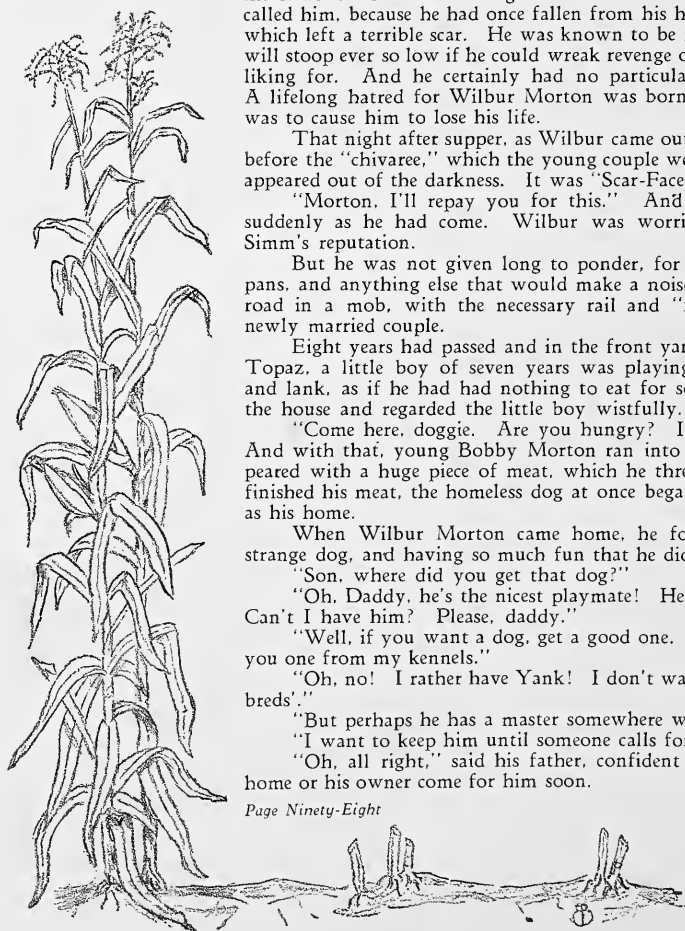 called him, because he had once fallen from his h
which left a terrible scar. He was known to be
will stoop ever so low if he could wreak revenge o
liking for. And he certainly had no particula
A lifelong hatred for Wilbur Morton was born
was to cause him to lose his life.
That night after supper, as Wilbur came ou
before the "chivaree," which the young couple we
appeared out of the darkness. It was "Scar-Face
"Morton, I'll repay you for this." And
suddenly as he had come. Wilbur was worri
Simm's reputation.
But he was not given long to ponder, for
pans, and anything else that would make a nois
road in a mob, with the necessary rail and "
newly married couple.
Eight years had passed and in the front yar
Topaz, a little boy of seven years was playing
and lank, as if he had had nothing to eat for s
the house and regarded the little boy wistfully.
"Come here, doggie. Are you hungry? I
And with that, young Bobby Morton ran into
peared with a huge piece of meat, which he thre
finished his meat, the homeless dog at once bega
as his home.
When Wilbur Morton came home, he fo
strange dog, and having so much fun that he di
"Son, where did you get that dog?"
"Oh, Daddy, he's the nicest playmate! He
Can't I have him? Please, daddy."
"Well, if you want a dog, get a good one.
you one from my kennels."
"Oh, no! I rather have Yank! I don't wa
breds'."
"But perhaps he has a master somewhere w
"I want to keep him until someone calls fo
"Oh, all right," said his father, confident
home or his owner come for him soon.
Page Ninety-Eight